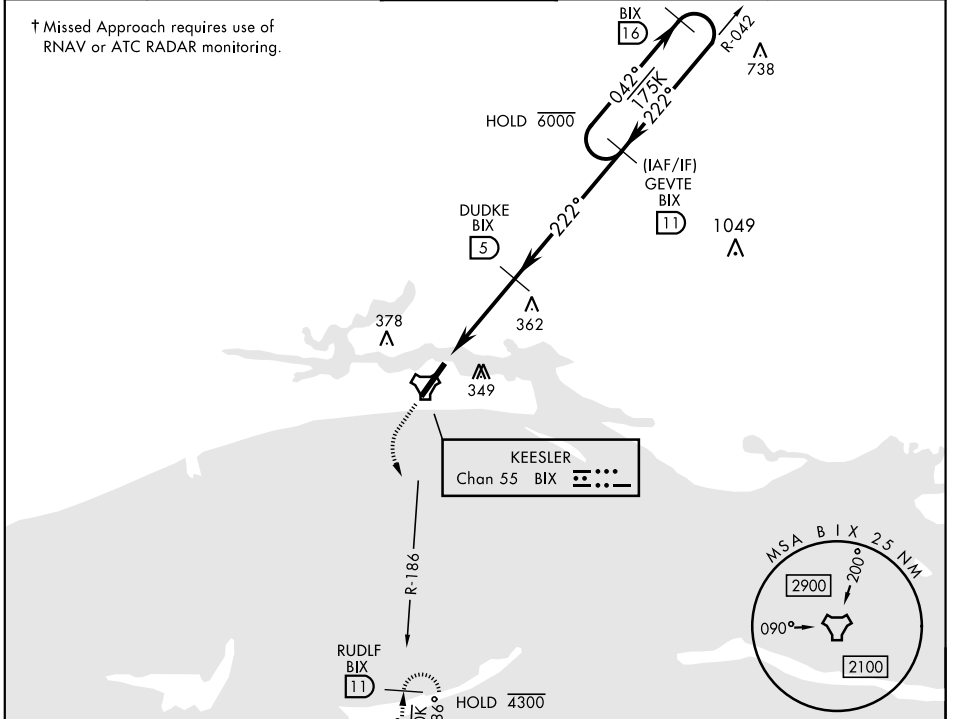 † Missed Approach requires use of
RNAV or ATC RADAR monitoring.
BIX
16
R-042
738
042°
175K
222°
HOLD 6000
(IAF/IF)
GEVTE
BIX
11
222°
DUDKE
BIX
5
1049
362
378
349
KEESLER
Chan 55 BIX
R-186
MSA BIX 25 NM
2900
200°
090°
2100
RUDLF
BIX
11
HOLD 4300